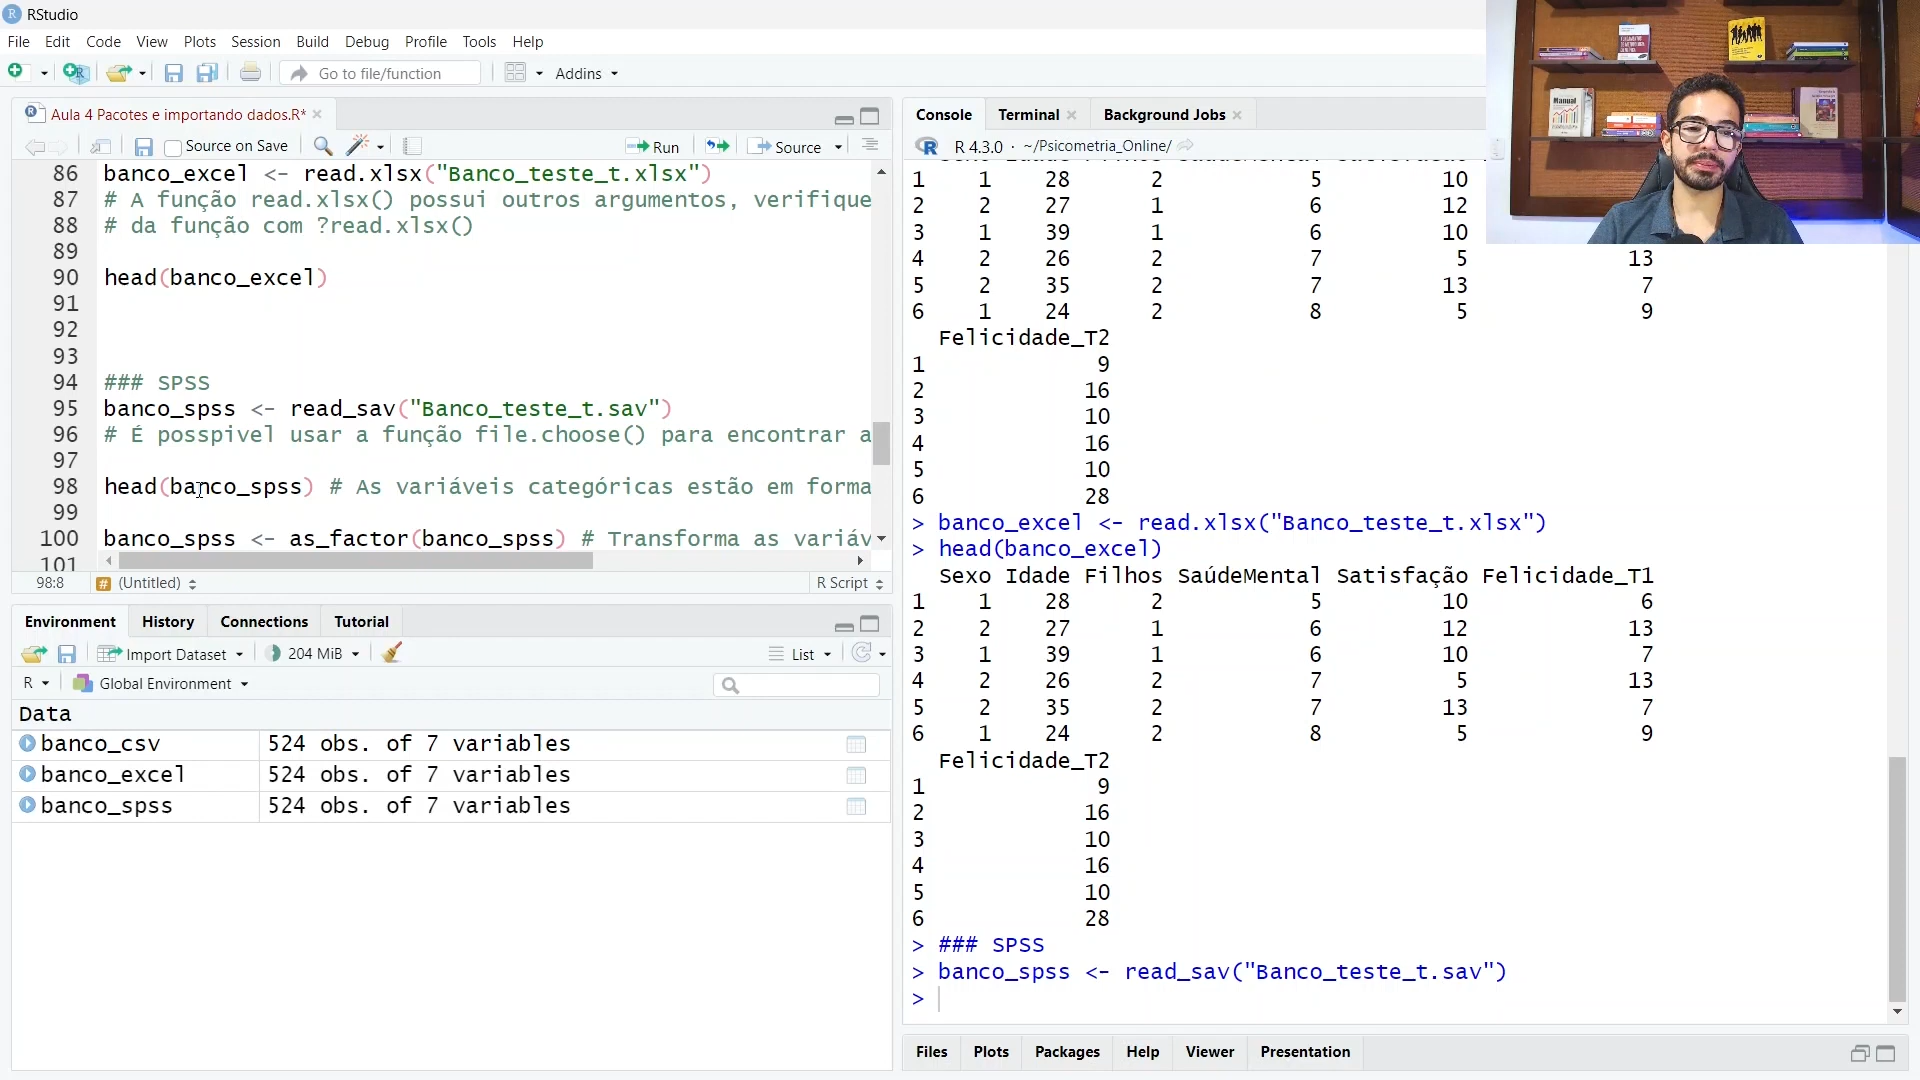 RStudio
File Edit Code View Plots Session Build Debug Profile Tools Help
Go to file/function Addins
Aula 4 Pacotes e importando dados.R*
Source on Save Run Source
86 banco_excel <- read.xlsx("Banco_teste_t.xlsx")
87 # A função read.xlsx() possui outros argumentos, verifique
88 # da função com ?read.xlsx()
89
90 head(banco_excel)
91
92
93
94 ### SPSS
95 banco_spss <- read_sav("Banco_teste_t.sav")
96 # É posspivel usar a função file.choose() para encontrar a
97
98 head(banco_spss) # As variáveis categóricas estão em forma
99
100 banco_spss <- as_factor(banco_spss) # Transforma as variáv
101
98:8 (Untitled) R Script
Environment History Connections Tutorial
Import Dataset 204 MiB List
R Global Environment
Data
banco_csv 524 obs. of 7 variables
banco_excel 524 obs. of 7 variables
banco_spss 524 obs. of 7 variables
Console Terminal Background Jobs
R 4.3.0 · ~/Psicometria_Online/
1 1 28 2 5 10
2 2 27 1 6 12
3 1 39 1 6 10
4 2 26 2 7 5 13
5 2 35 2 7 13 7
6 1 24 2 8 5 9
Felicidade_T2
1 9
2 16
3 10
4 16
5 10
6 28
> banco_excel <- read.xlsx("Banco_teste_t.xlsx")
> head(banco_excel)
Sexo Idade Filhos SaúdeMental Satisfação Felicidade_T1
1 1 28 2 5 10 6
2 2 27 1 6 12 13
3 1 39 1 6 10 7
4 2 26 2 7 5 13
5 2 35 2 7 13 7
6 1 24 2 8 5 9
Felicidade_T2
1 9
2 16
3 10
4 16
5 10
6 28
> ### SPSS
> banco_spss <- read_sav("Banco_teste_t.sav")
>
Files Plots Packages Help Viewer Presentation
Manual